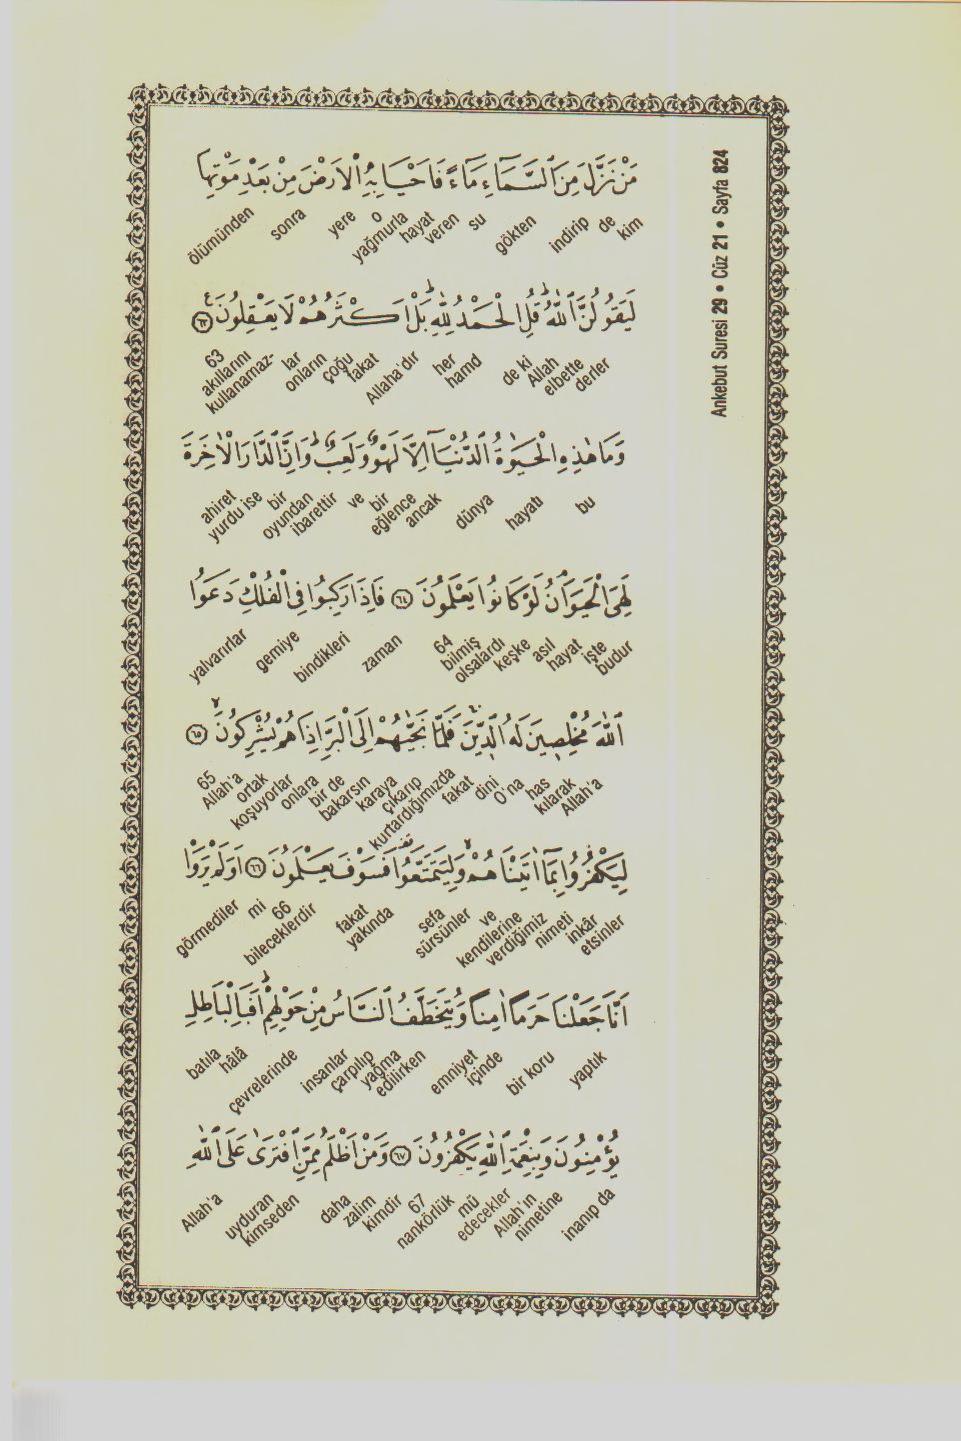 Ankebut Suresi 29 • Cüz 21 • Sayfa 824
مَنْ نَزَّلَ مِنَ السَّمَاءِ مَاءً فَاَحْيَا بِهِ الْاَرْضَ مِنْ بَعْدِ مَوْتِهَا
kim de indirip gökten su veren hayat yağmurla o yere sonra ölümünden
لَيَقُولُنَّ اللّٰهُ قُلِ الْحَمْدُ لِلّٰهِ بَلْ اَكْثَرُهُمْ لَا يَعْقِلُونَ ﴿٦٣﴾
derler elbette Allah de ki hamd her Allaha'dır fakat çoğu onların lar kullanamaz- akıllarını 63
وَمَا هٰذِهِ الْحَيٰوةُ الدُّنْيَا اِلَّا لَهْوٌ وَلَعِبٌ وَاِنَّ الدَّارَ الْاٰخِرَةَ
bu hayatı dünya ancak eğlence bir ve ibarettir oyundan bir yurdu ise ahiret
لَهِيَ الْحَيَوَانُ لَوْ كَانُوا يَعْلَمُونَ ﴿٦٤﴾ فَاِذَا رَكِبُوا فِي الْفُلْكِ دَعَوُا
budur işte hayat asıl keşke olsalardı bilmiş 64 zaman bindikleri gemiye yalvarırlar
اللّٰهَ مُخْلِصِينَ لَهُ الدِّينَ فَلَمَّا نَجّٰيهُمْ اِلَى الْبَرِّ اِذَا هُمْ يُشْرِكُونَ ﴿٦٥﴾
Allah'a kılarak has O'na dini fakat kurtardığımızda çıkarıp karaya bakarsın bir de onlara koşuyorlar ortak Allah'a 65
لِيَكْفُرُوا بِمَا اٰتَيْنَاهُمْ وَلِيَتَمَتَّعُوا فَسَوْفَ يَعْلَمُونَ ﴿٦٦﴾ اَوَلَمْ يَرَوْا
etsinler inkâr nimeti verdiğimiz kendilerine ve sürsünler sefa yakında fakat bileceklerdir 66 mi görmediler
اَنَّا جَعَلْنَا حَرَمًا اٰمِنًا وَيُتَخَطَّفُ النَّاسُ مِنْ حَوْلِهِمْ اَفَبِالْبَاطِلِ
yaptık bir koru içinde emniyet edilirken yağma çarpılıp insanlar çevrelerinde hâlâ batıla
يُؤْمِنُونَ وَبِنِعْمَةِ اللّٰهِ يَكْفُرُونَ ﴿٦٧﴾ وَمَنْ اَظْلَمُ مِمَّنِ افْتَرٰى عَلَى اللّٰهِ
inanıp da nimetine Allah'ın edecekler mü nankörlük 67 kimdir zalim daha kimseden uyduran Allah'a